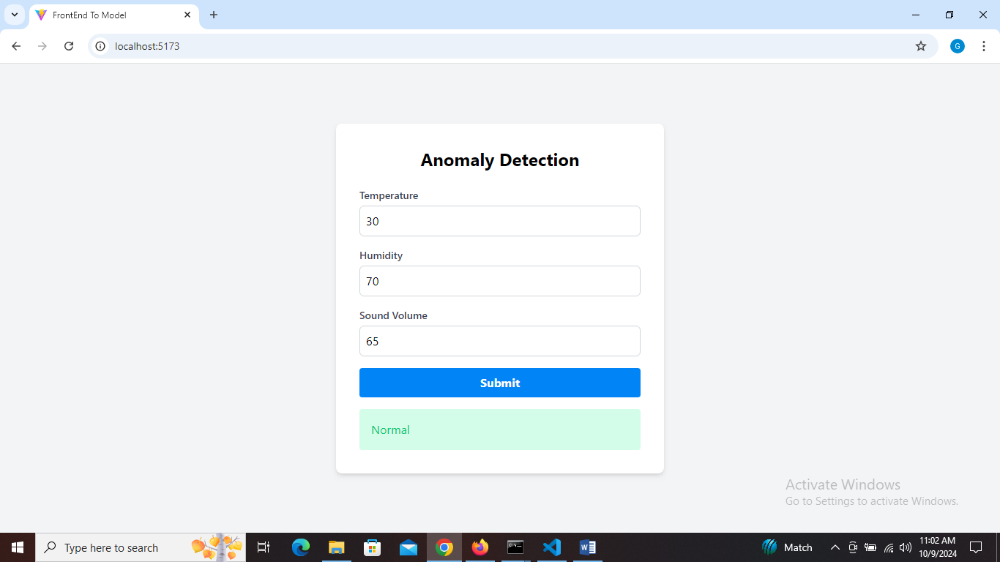 FrontEnd To Model
localhost:5173
G
Anomaly Detection
Temperature
30
Humidity
70
Sound Volume
65
Submit
Normal
Activate Windows
Go to Settings to activate Windows.
Type here to search
Match
11:02 AM
10/9/2024